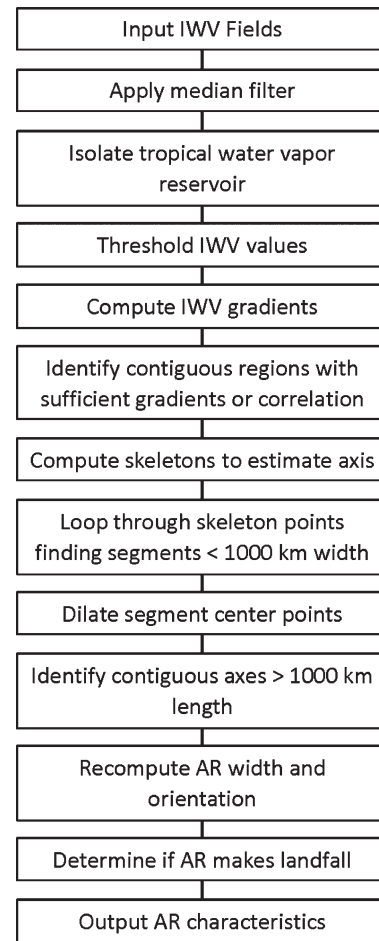 Input IWV Fields
Apply median filter
Isolate tropical water vapor
reservoir
Threshold IWV values
Compute IWV gradients
Identify contiguous regions with
sufficient gradients or correlation
Compute skeletons to estimate axis
Loop through skeleton points
finding segments < 1000 km width
Dilate segment center points
Identify contiguous axes > 1000 km
length
Recompute AR width and
orientation
Determine if AR makes landfall
Output AR characteristics